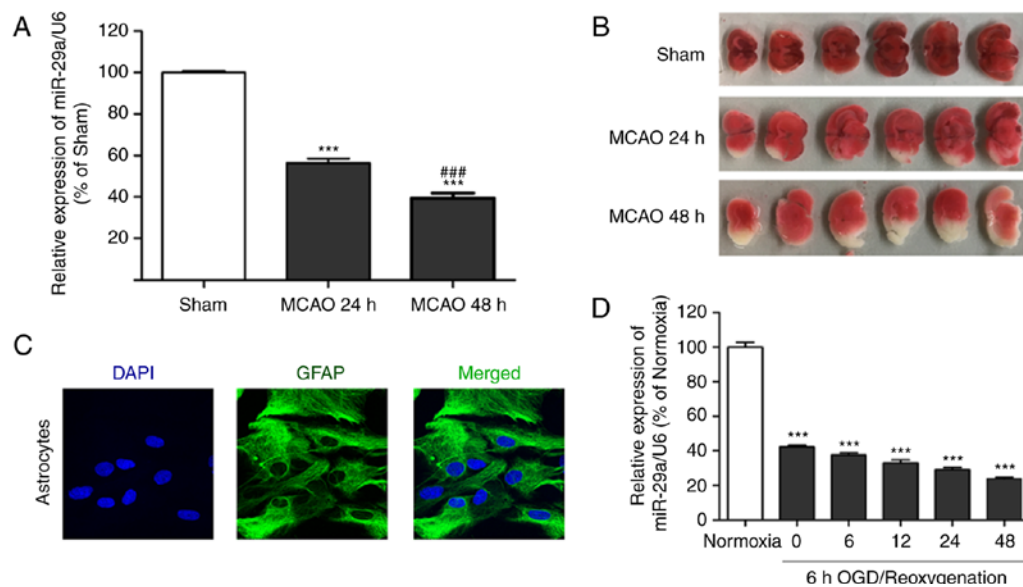 A
Relative expression of miR-29a/U6
(% of Sham)
120
100
80
60
40
20
***
###
***
Sham
MCAO 24 h
MCAO 48 h
B
Sham
MCAO 24 h
MCAO 48 h
C
DAPI
GFAP
Merged
Astrocytes
D
Relative expression of
miR-29a/U6 (% of Normoxia)
120
100
80
60
40
20
0
***
***
***
***
***
Normoxia 0 6 12 24 48
6 h OGD/Reoxygenation